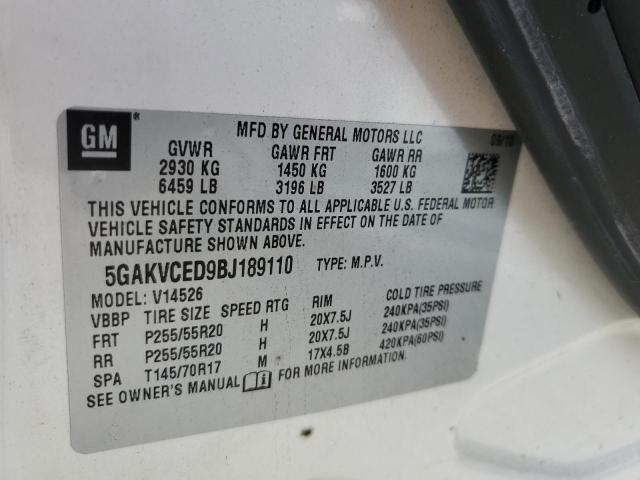 GM
MFD BY GENERAL MOTORS LLC 09/10
GVWR GAWR FRT GAWR RR
2930 KG 1450 KG 1600 KG
6459 LB 3196 LB 3527 LB
THIS VEHICLE CONFORMS TO ALL APPLICABLE U.S. FEDERAL MOTOR
VEHICLE SAFETY STANDARDS IN EFFECT ON THE DATE OF
MANUFACTURE SHOWN ABOVE.
5GAKVCED9BJ189110 TYPE: M.P.V.
MODEL: V14526
VBBP TIRE SIZE SPEED RTG RIM COLD TIRE PRESSURE
FRT P255/55R20 H 20X7.5J 240KPA(35PSI)
RR P255/55R20 H 20X7.5J 240KPA(35PSI)
SPA T145/70R17 M 17X4.5B 420KPA(60PSI)
SEE OWNER'S MANUAL FOR MORE INFORMATION.